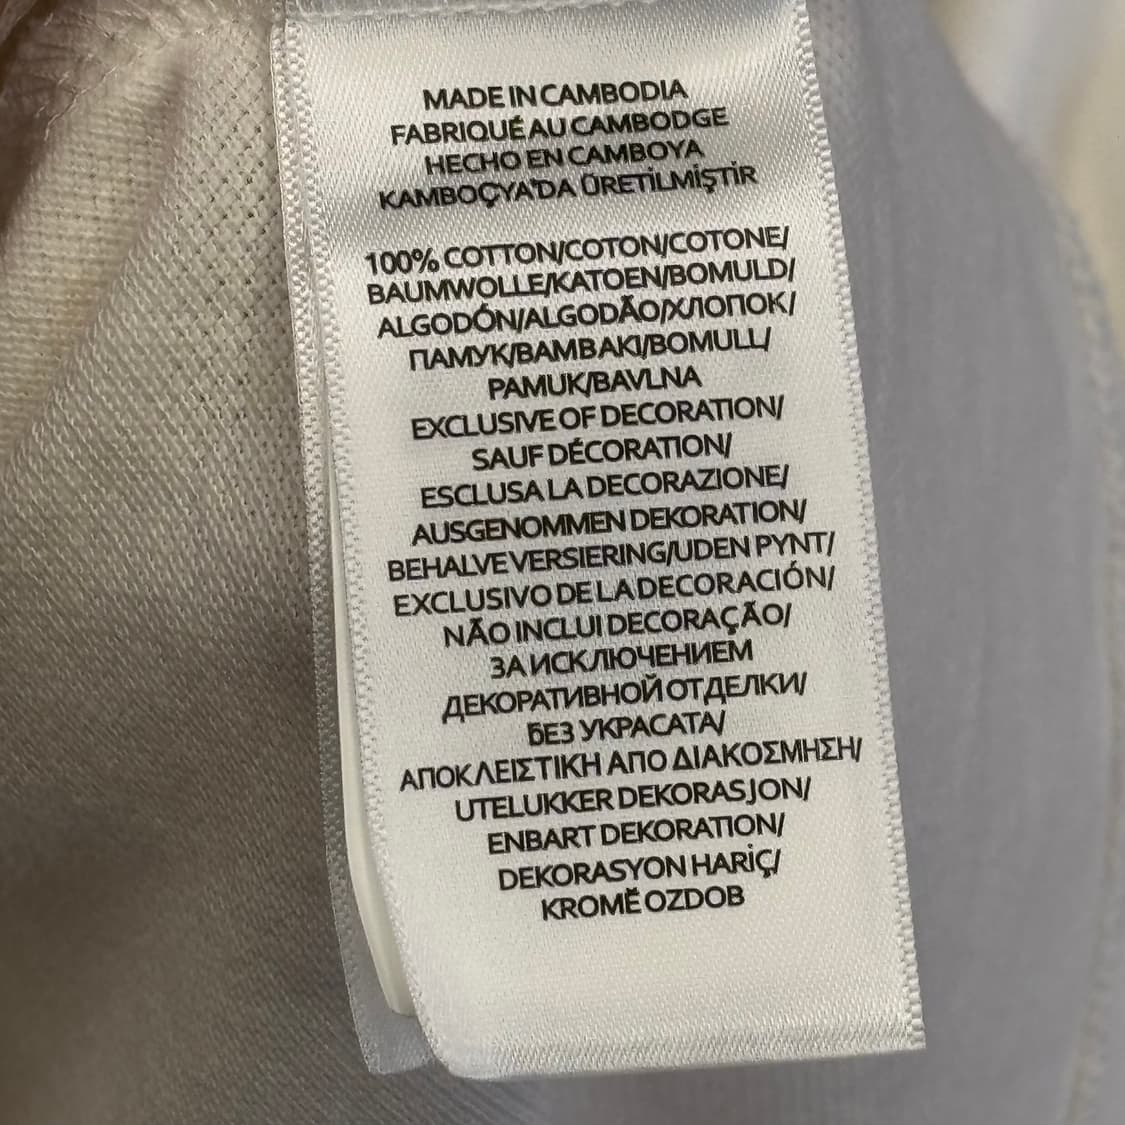 MADE IN CAMBODIA
FABRIQUÉ AU CAMBODGE
HECHO EN CAMBOYA
KAMBOÇYA'DA ÜRETİLMİŞTİR
100% COTTON/COTON/COTONE/
BAUMWOLLE/KATOEN/BOMULD/
ALGODÓN/ALGODÃO/ХЛОПОК/
ПАМУК/BAMBAKI/BOMULL/
PAMUK/BAVLNA
EXCLUSIVE OF DECORATION/
SAUF DÉCORATION/
ESCLUSA LA DECORAZIONE/
AUSGENOMMEN DEKORATION/
BEHALVE VERSIERING/UDEN PYNT/
EXCLUSIVO DE LA DECORACIÓN/
NÃO INCLUI DECORAÇÃO/
ЗА ИСКЛЮЧЕНИЕМ
ДЕКОРАТИВНОЙ ОТДЕЛКИ/
БЕЗ УКРАСАТА/
ΑΠΟΚΛΕΙΣΤΙΚΗ ΑΠΟ ΔΙΑΚΟΣΜΗΣΗ/
UTELUKKER DEKORASJON/
ENBART DEKORATION/
DEKORASYON HARİÇ/
KROMĚ OZDOB